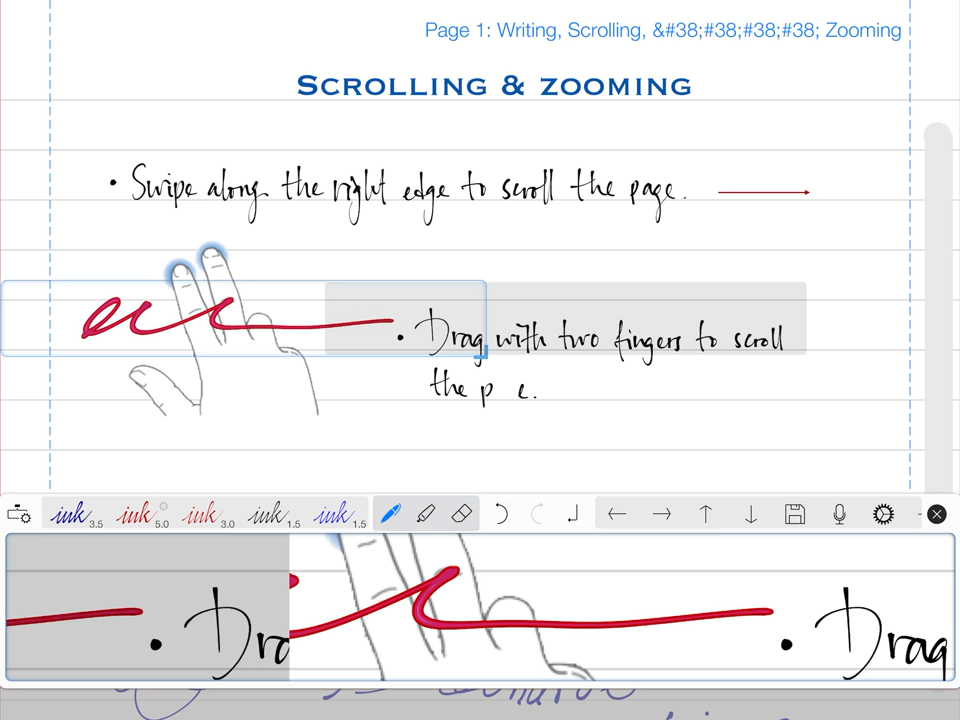 Page 1: Writing, Scrolling, &#38;#38;#38;#38; Zooming
Scrolling & zooming
• Swipe along the right edge to scroll the page.
• Drag with two fingers to scroll
the p e.
ink 3.5 ink 5.0 ink 3.0 ink 1.5 ink 1.5
• Dra • Drag